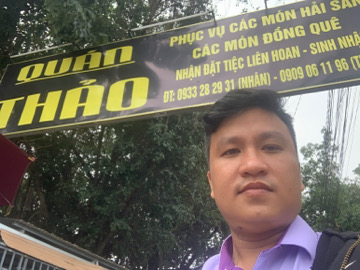 QUÁN
THẢO
PHỤC VỤ CÁC MÓN HẢI SẢN
CÁC MÓN ĐỒNG QUÊ
NHẬN ĐẶT TIỆC LIÊN HOAN - SINH NHẬ
ĐT: 0933 28 29 31 (NHÂN) - 0909 06 11 96 (T